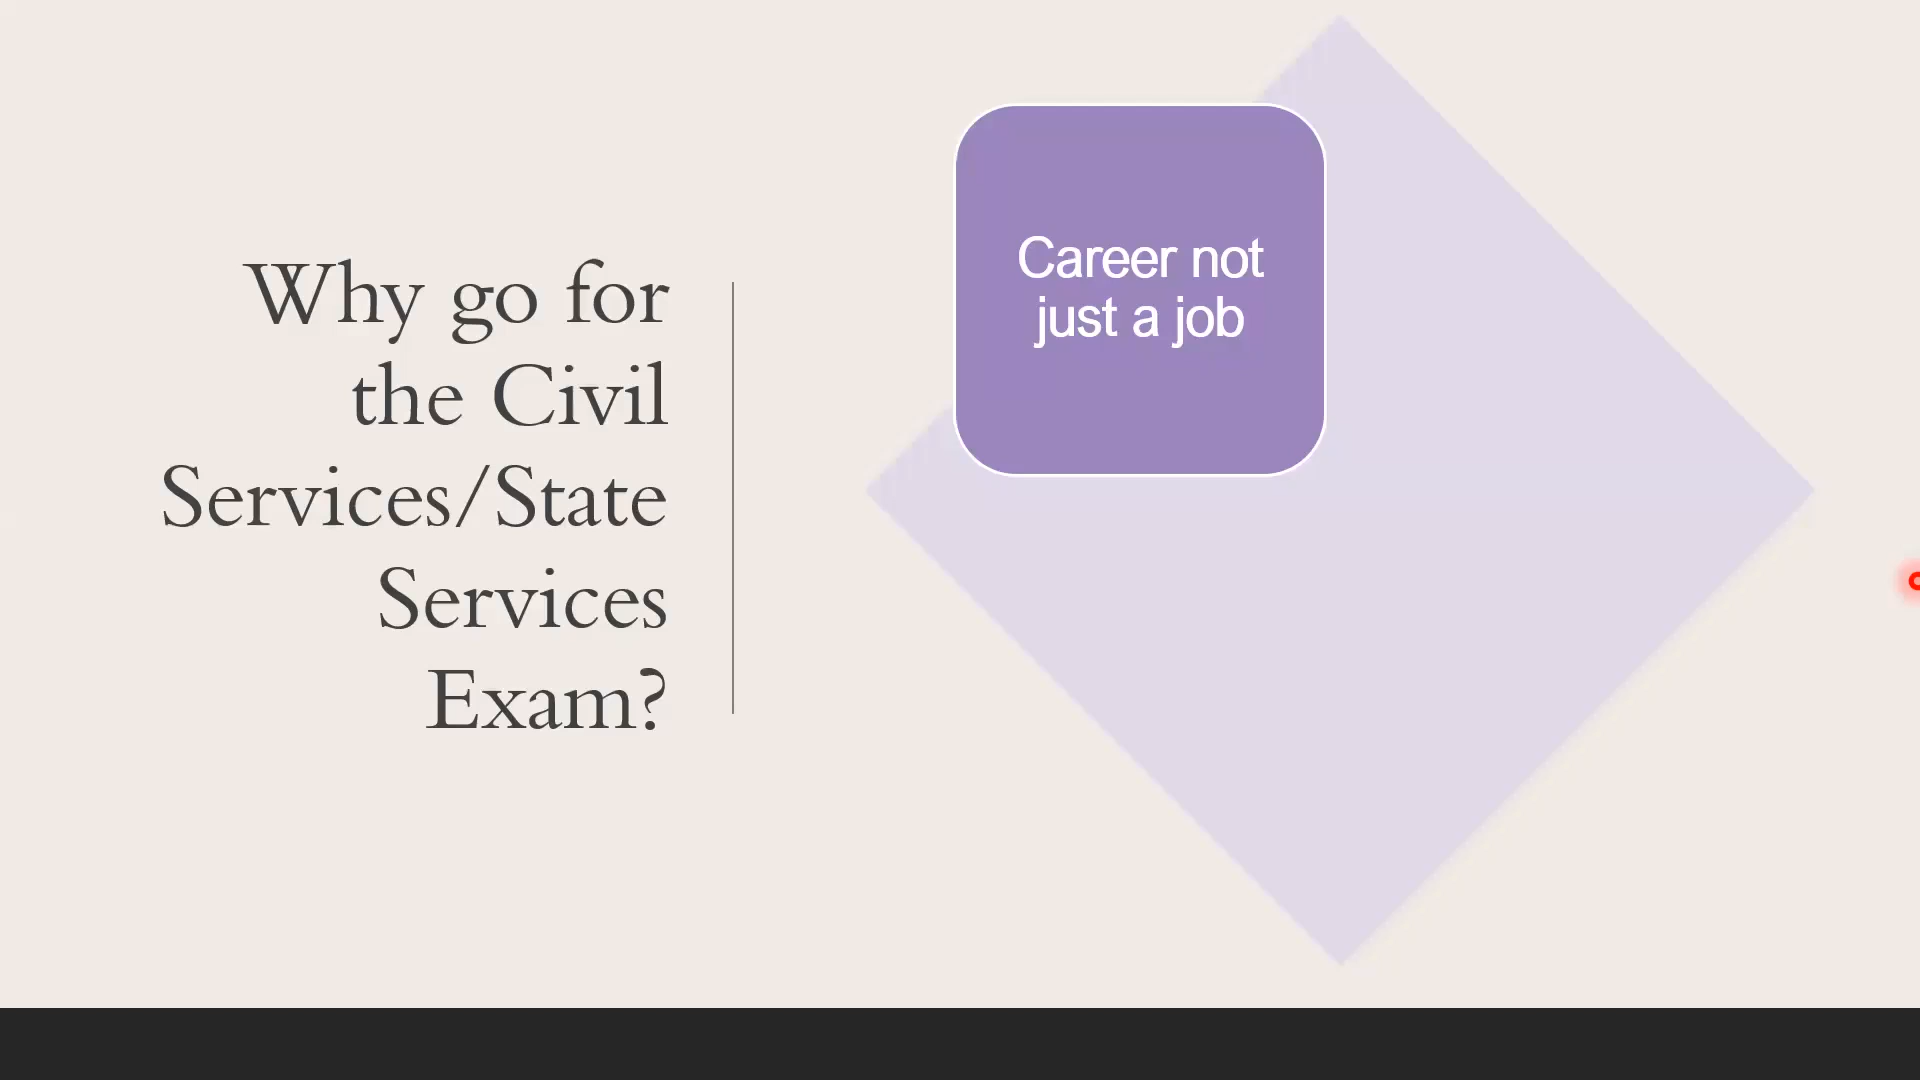 Why go for
the Civil
Services/State
Services
Exam?
Career not
just a job